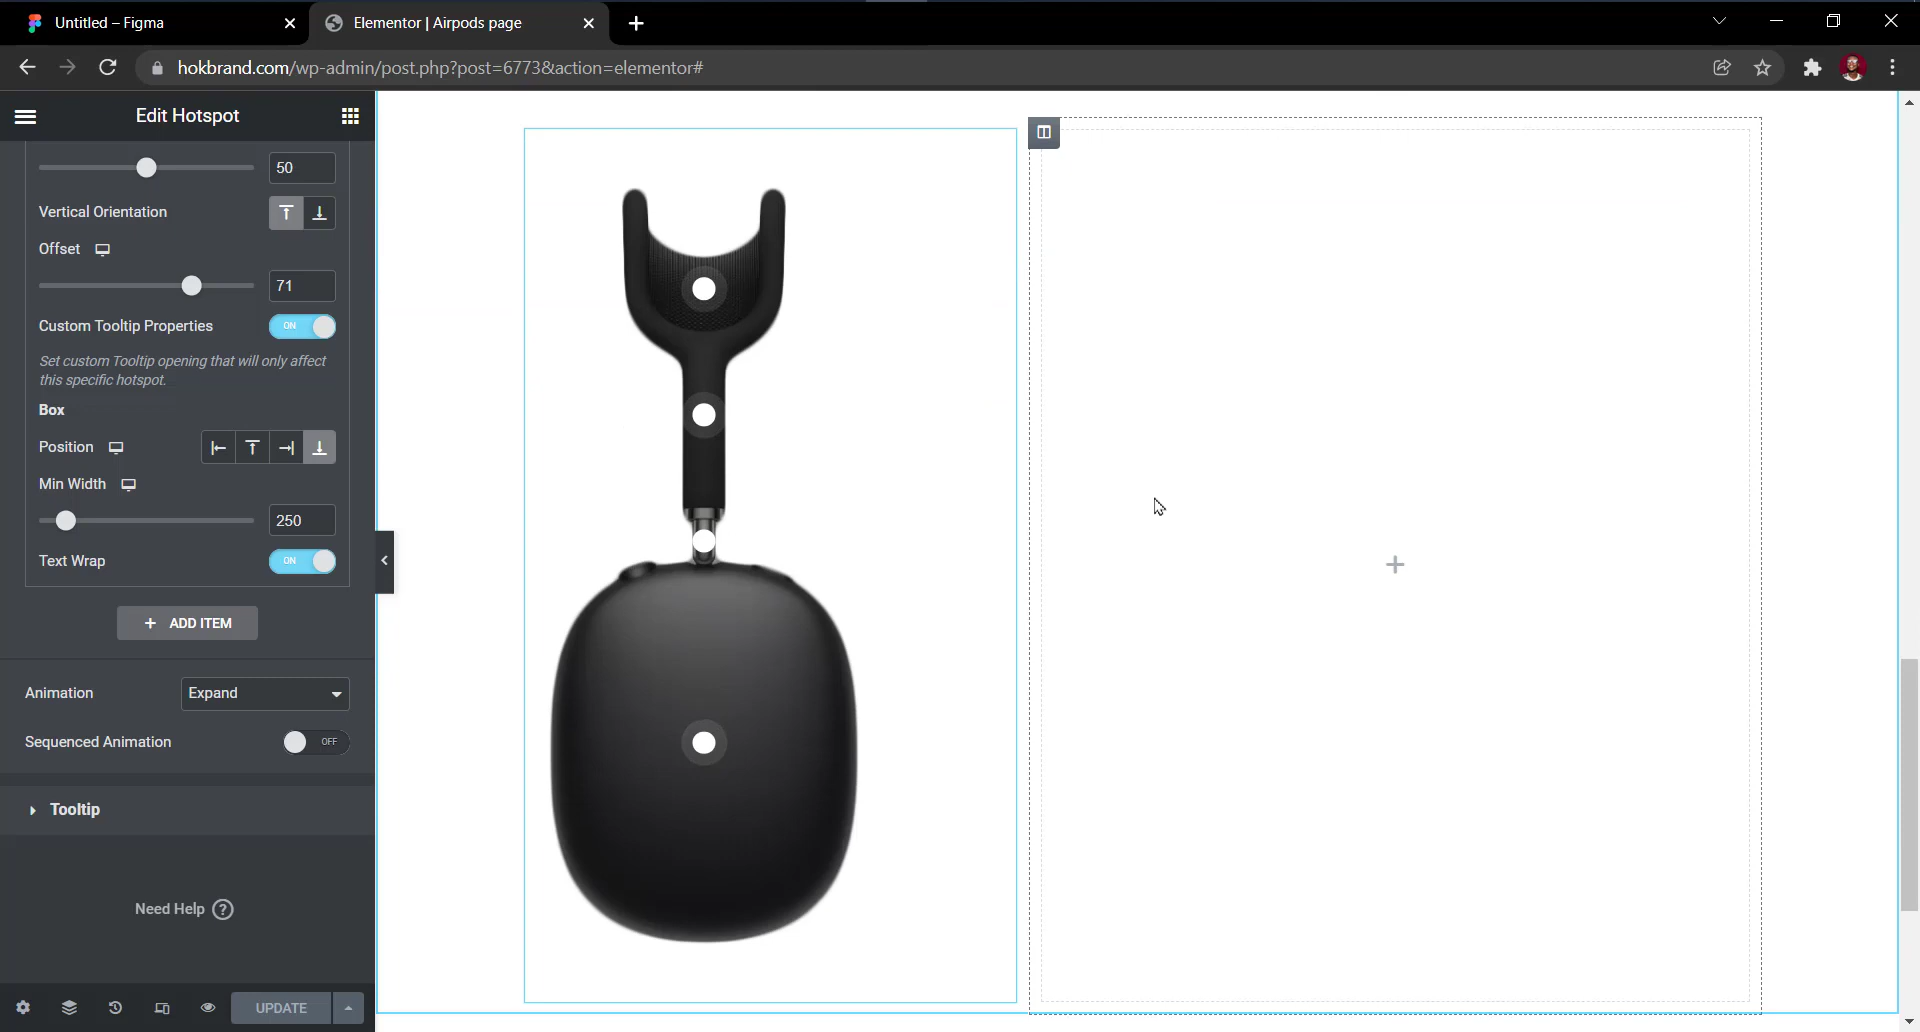 Untitled – Figma
Elementor | Airpods page
hokbrand.com/wp-admin/post.php?post=6773&action=elementor#
Edit Hotspot
50
Vertical Orientation
Offset
71
Custom Tooltip Properties
ON
Set custom Tooltip opening that will only affect
this specific hotspot.
Box
Position
Min Width
250
Text Wrap
ON
+ ADD ITEM
Animation
Expand
Sequenced Animation
OFF
Tooltip
Need Help ?
UPDATE